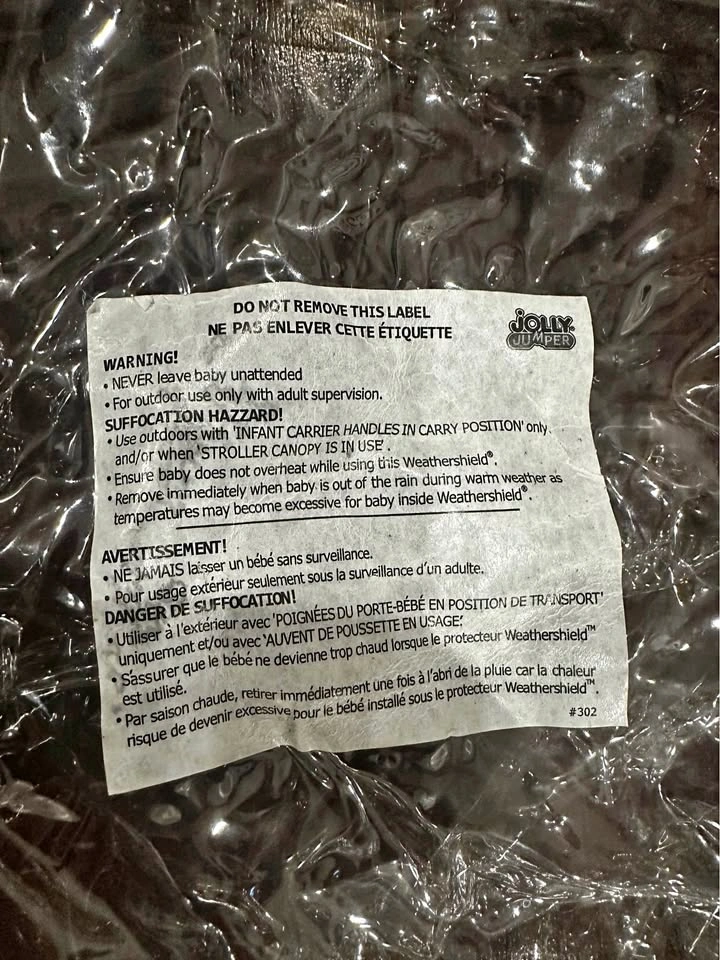 DO NOT REMOVE THIS LABEL
NE PAS ENLEVER CETTE ÉTIQUETTE
JOLLY
JUMPER
WARNING!
• NEVER leave baby unattended
• For outdoor use only with adult supervision.
SUFFOCATION HAZZARD!
• Use outdoors with 'INFANT CARRIER HANDLES IN CARRY POSITION' only.
and/or when 'STROLLER CANOPY IS IN USE'.
• Ensure baby does not overheat while using this Weathershield®.
• Remove immediately when baby is out of the rain during warm weather as
temperatures may become excessive for baby inside Weathershield®.
AVERTISSEMENT!
• NE JAMAIS laisser un bébé sans surveillance.
• Pour usage extérieur seulement sous la surveillance d'un adulte.
DANGER DE SUFFOCATION!
• Utiliser à l'extérieur avec 'POIGNÉES DU PORTE-BÉBÉ EN POSITION DE TRANSPORT'
uniquement et/ou avec 'AUVENT DE POUSSETTE EN USAGE'
• S'assurer que le bébé ne devienne trop chaud lorsque le protecteur Weathershield™
est utilisé.
• Par saison chaude, retirer immédiatement une fois à l'abri de la pluie car la chaleur
risque de devenir excessive pour le bébé installé sous le protecteur Weathershield™.
#302